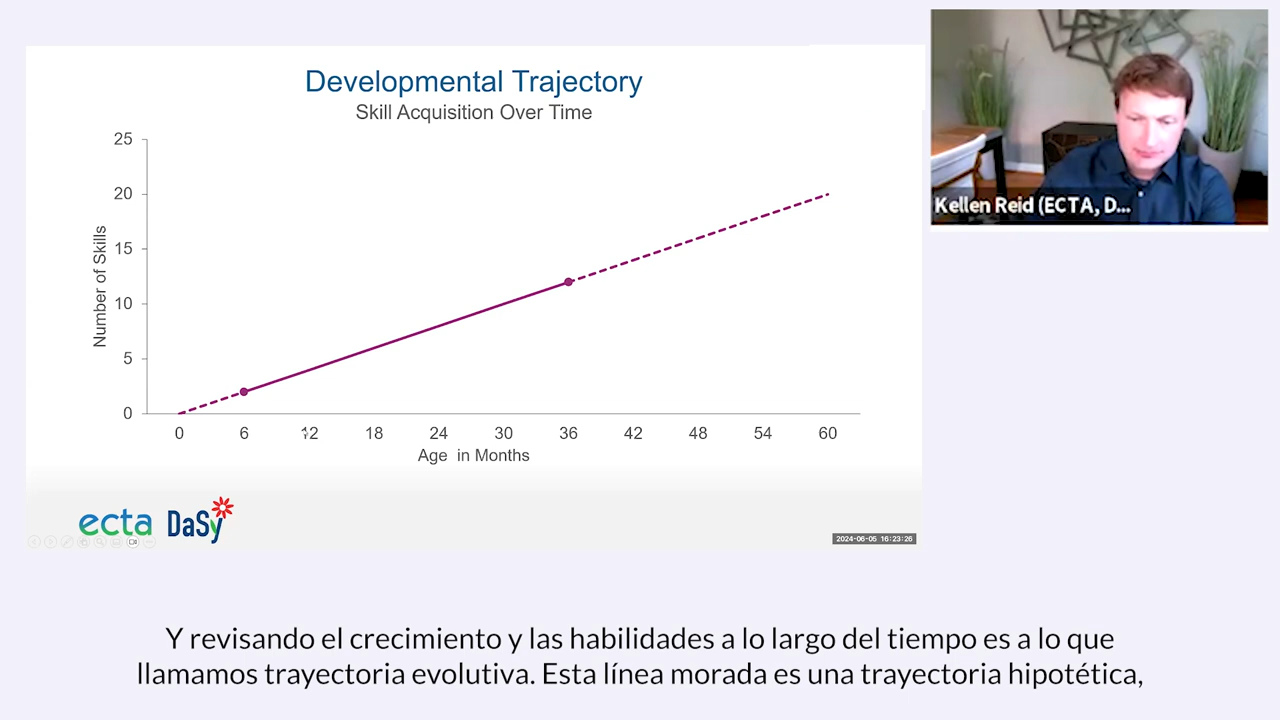 Developmental Trajectory
Skill Acquisition Over Time
25
20
15
10
5
0
Number of Skills
0 6 12 18 24 30 36 42 48 54 60
Age in Months
ecta DaSy
2024-06-05 16:23:26
Kellen Reid (ECTA, D...
Y revisando el crecimiento y las habilidades a lo largo del tiempo es a lo que
llamamos trayectoria evolutiva. Esta línea morada es una trayectoria hipotética,